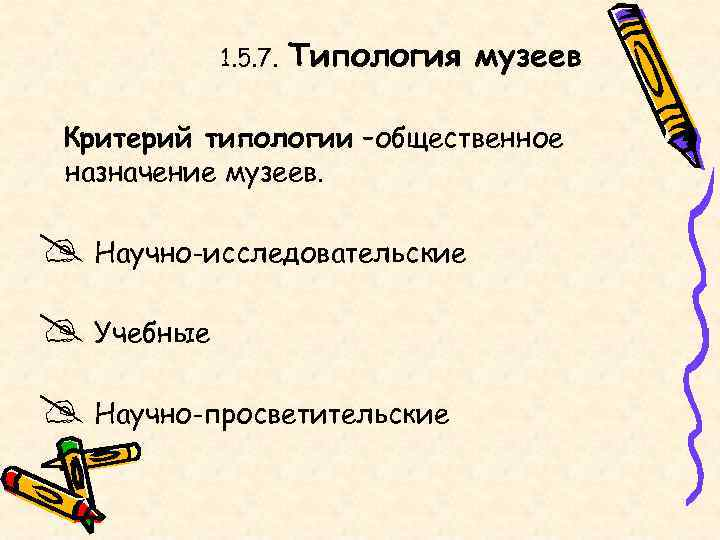 1.5.7. Типология музеев
Критерий типологии –общественное
назначение музеев.
Научно-исследовательские
Учебные
Научно-просветительские